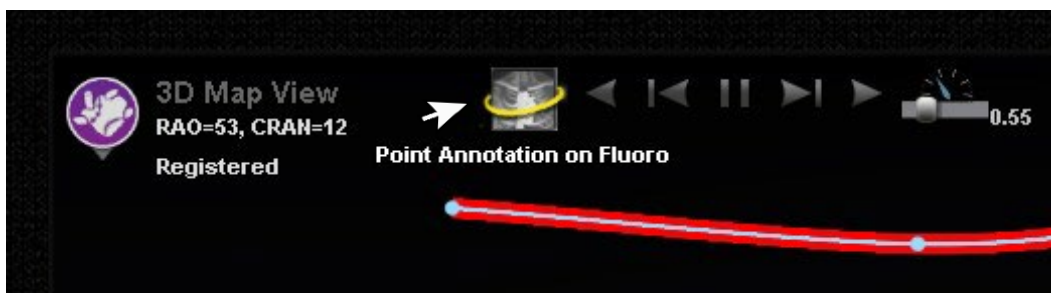 3D Map View
RAO=53, CRAN=12
Registered
Point Annotation on Fluoro
0.55